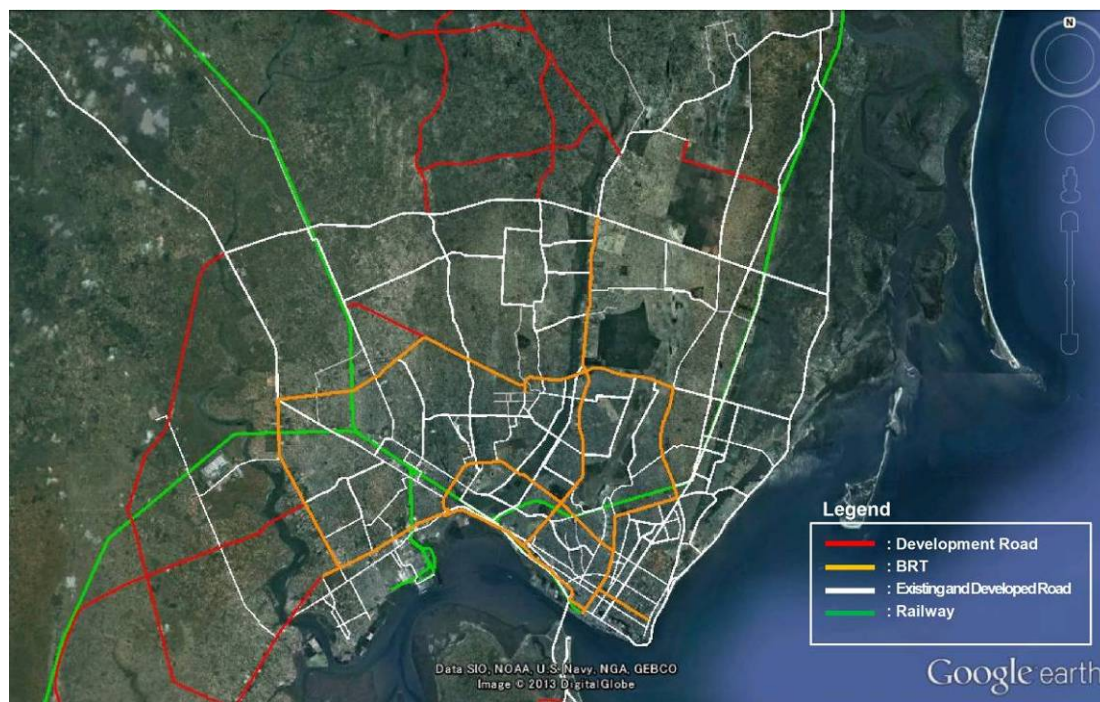 N
Legend
: Development Road
: BRT
: Existing and Developed Road
: Railway
Data SIO, NOAA, U.S. Navy, NGA, GEBCO
Image © 2013 DigitalGlobe
Google earth